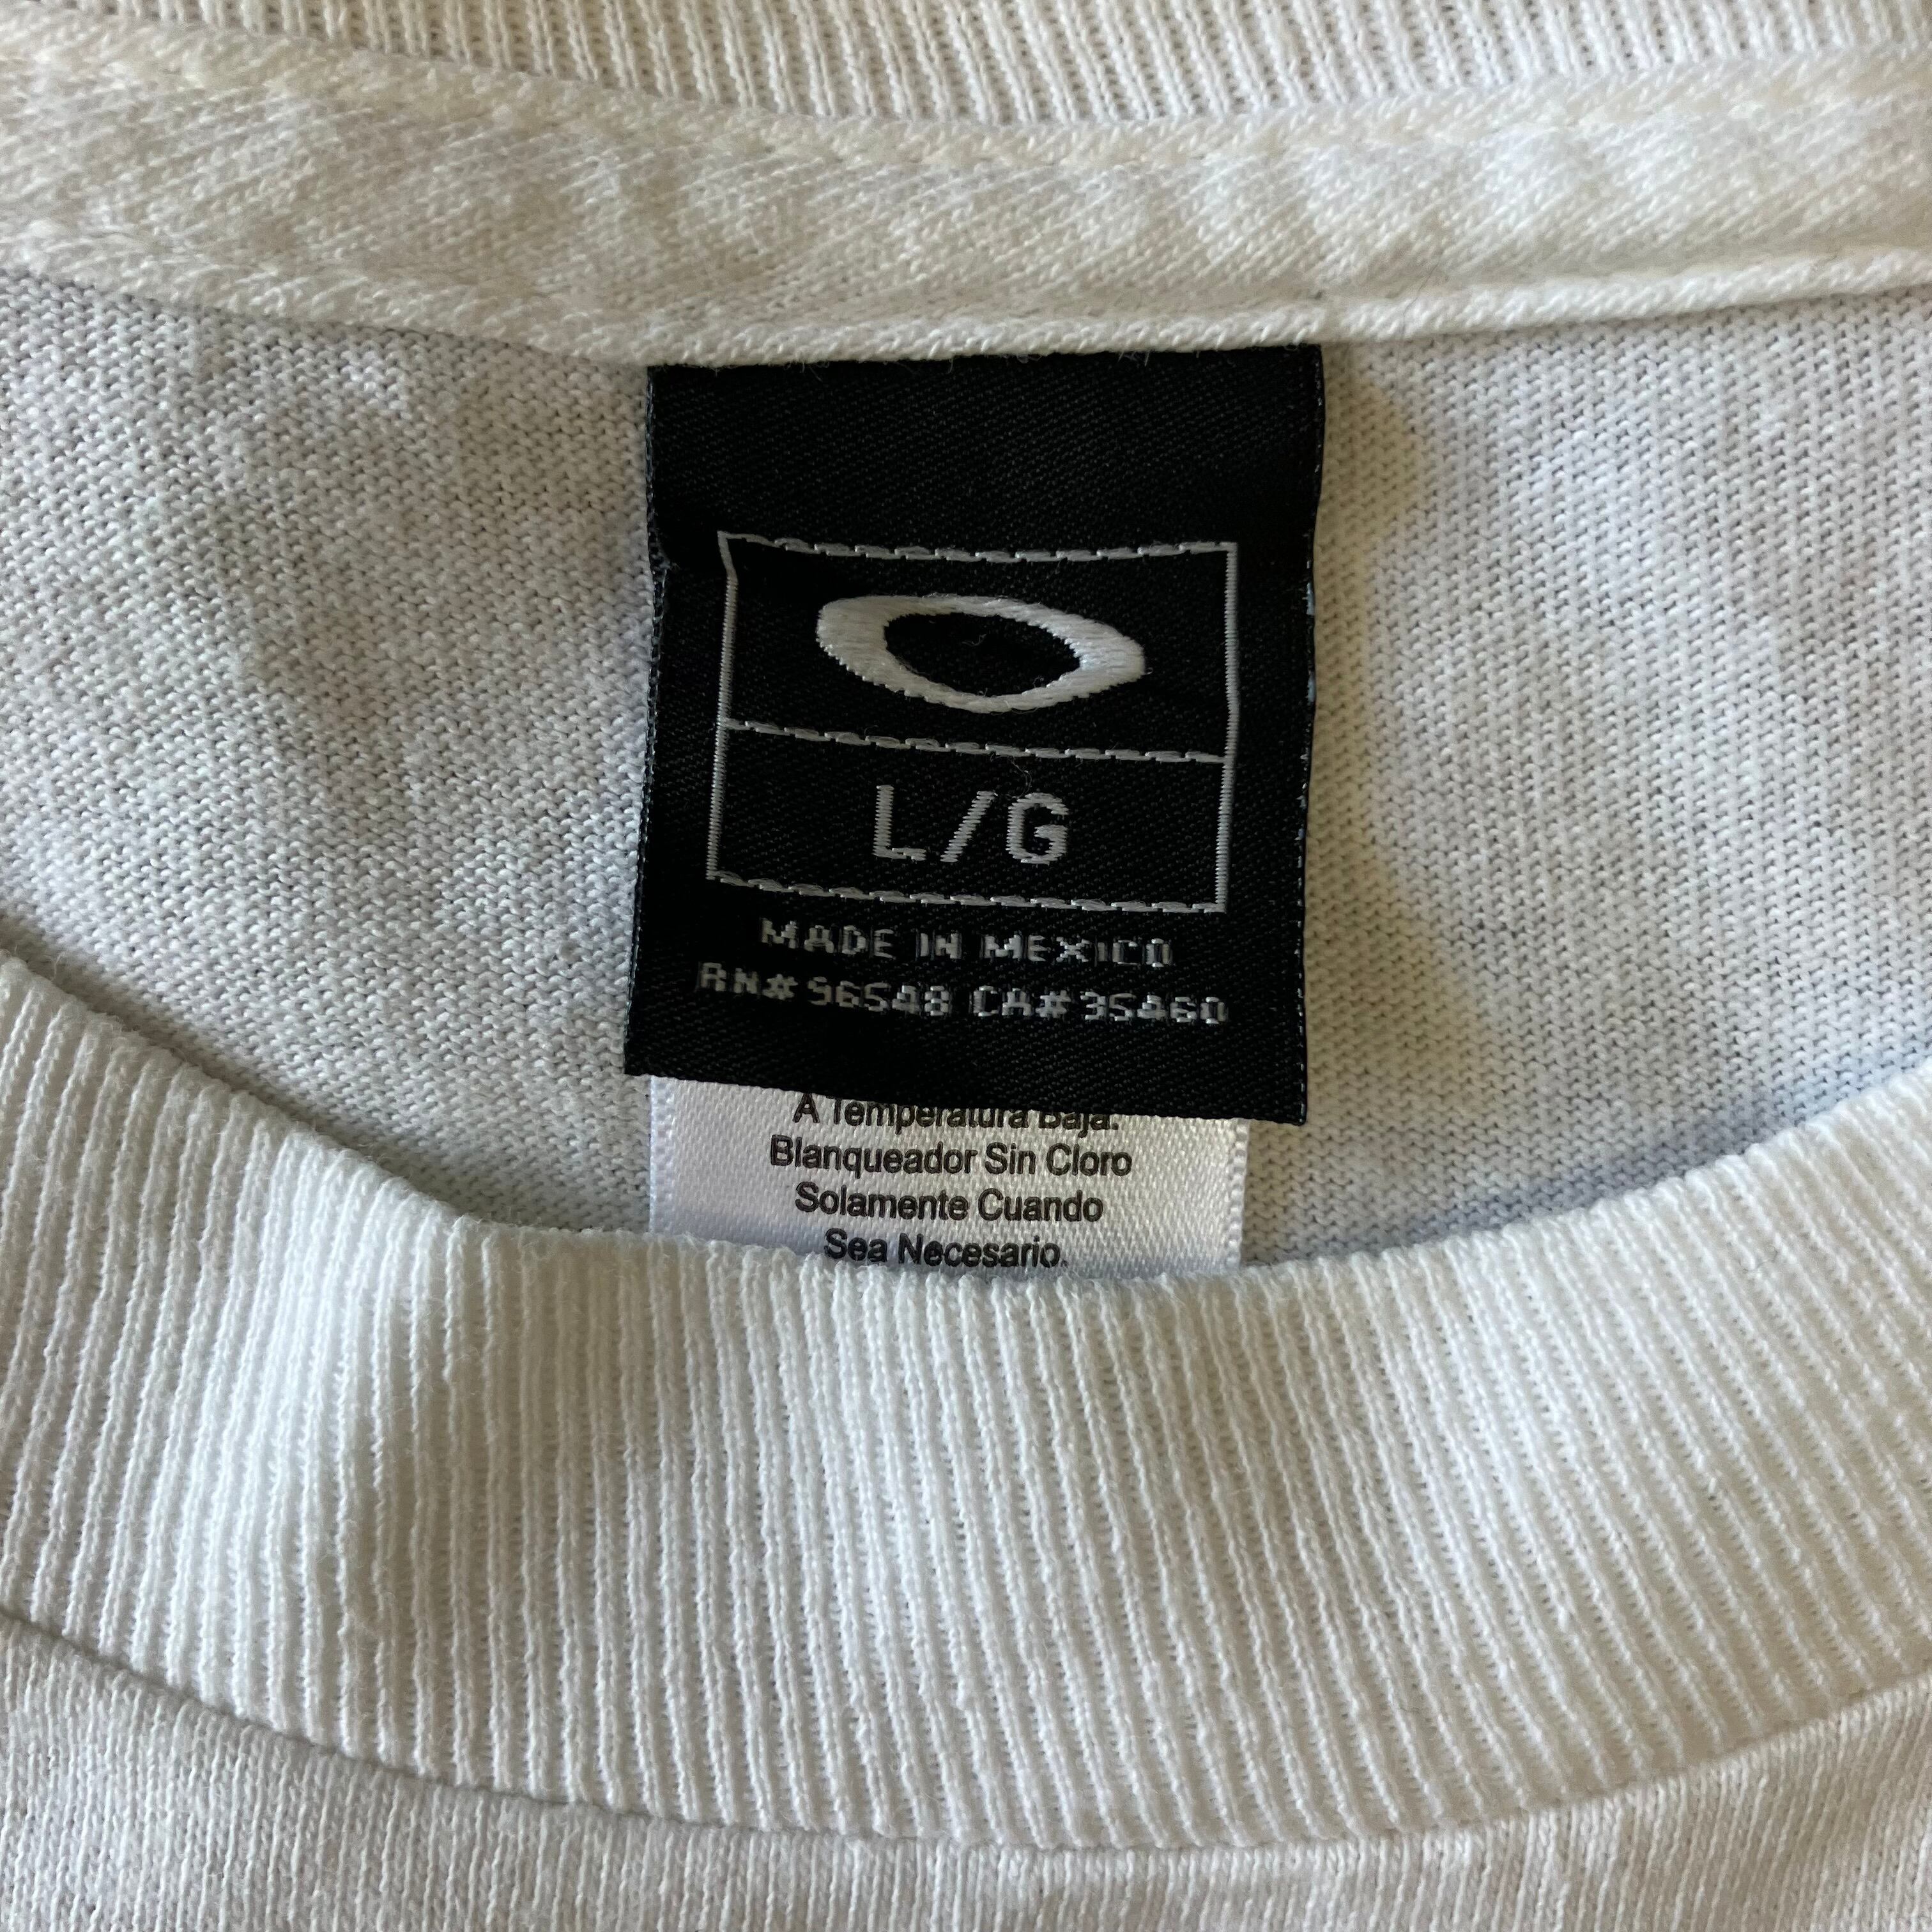 L/G
MADE IN MEXICO
RN# 96548 CA# 35460
A Temperatura Baja.
Blanqueador Sin Cloro
Solamente Cuando
Sea Necesario.